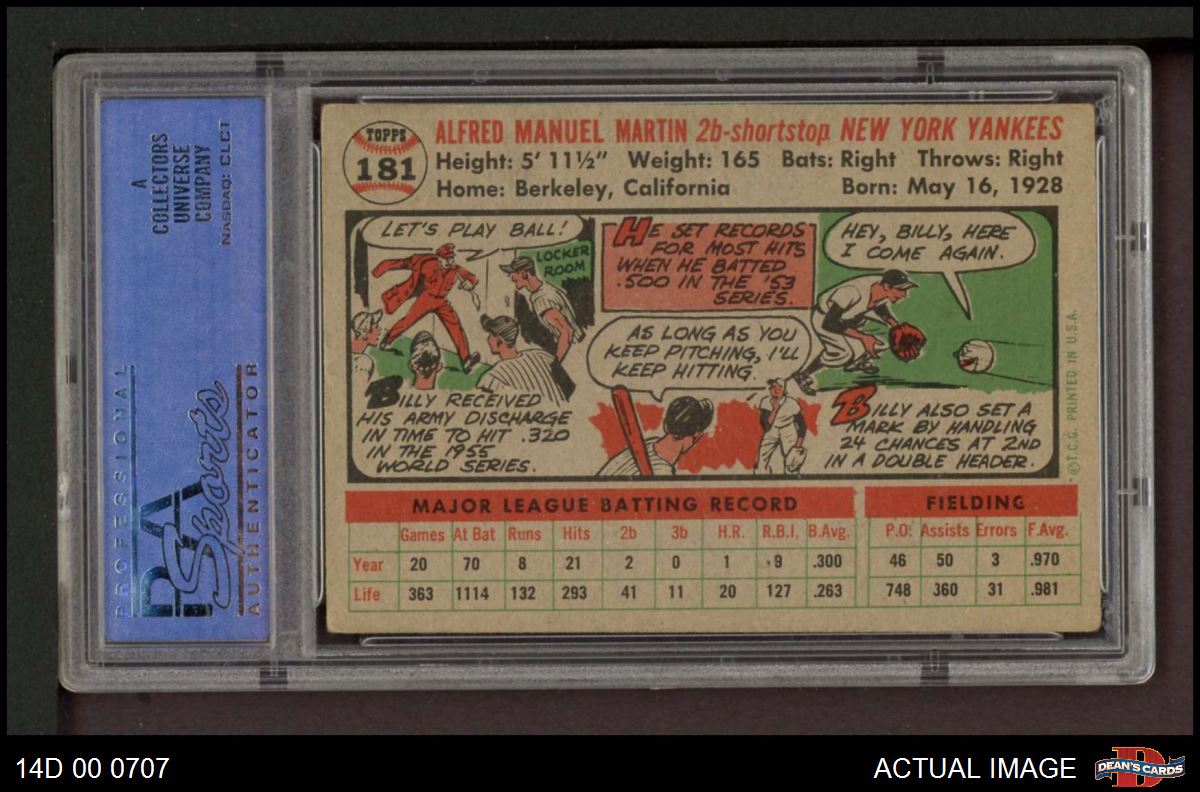 A
COLLECTORS
UNIVERSE
COMPANY
NASDAQ: CLCT
PROFESSIONAL
PSA
Sports
AUTHENTICATOR
TOPPS
181
ALFRED MANUEL MARTIN 2b-shortstop NEW YORK YANKEES
Height: 5' 11½" Weight: 165 Bats: Right Throws: Right
Home: Berkeley, California Born: May 16, 1928
LET'S PLAY BALL!
LOCKER
ROOM
BILLY RECEIVED
HIS ARMY DISCHARGE
IN TIME TO HIT .320
IN THE 1955
WORLD SERIES.
HE SET RECORDS
FOR MOST HITS
WHEN HE BATTED
.500 IN THE '53
SERIES.
AS LONG AS YOU
KEEP PITCHING, I'LL
KEEP HITTING.
HEY, BILLY, HERE
I COME AGAIN.
BILLY ALSO SET A
MARK BY HANDLING
24 CHANCES AT 2ND
IN A DOUBLE HEADER.
©T.C.G. PRINTED IN U.S.A.
MAJOR LEAGUE BATTING RECORD FIELDING
Games At Bat Runs Hits 2b 3b H.R. R.B.I. B.Avg. P.O. Assists Errors F.Avg.
Year 20 70 8 21 2 0 1 9 .300 46 50 3 .970
Life 363 1114 132 293 41 11 20 127 .263 748 360 31 .981
14D 00 0707
ACTUAL IMAGE
DEAN'S CARDS